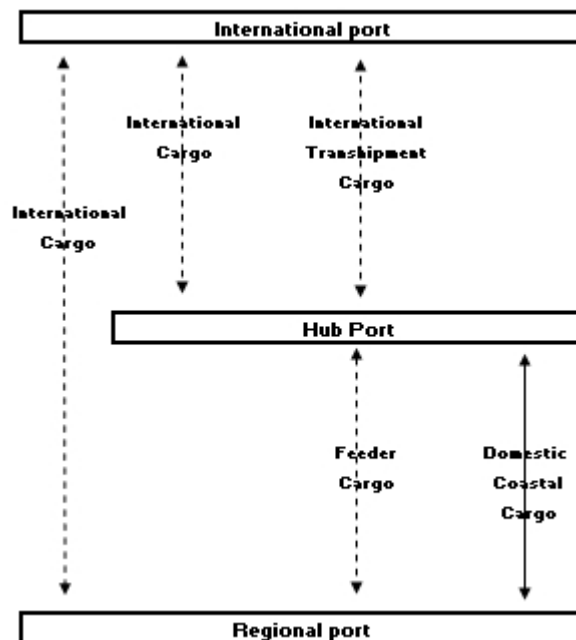 International port
International
Cargo
International
Transhipment
Cargo
International
Cargo
Hub Port
Feeder
Cargo
Domestic
Coastal
Cargo
Regional port